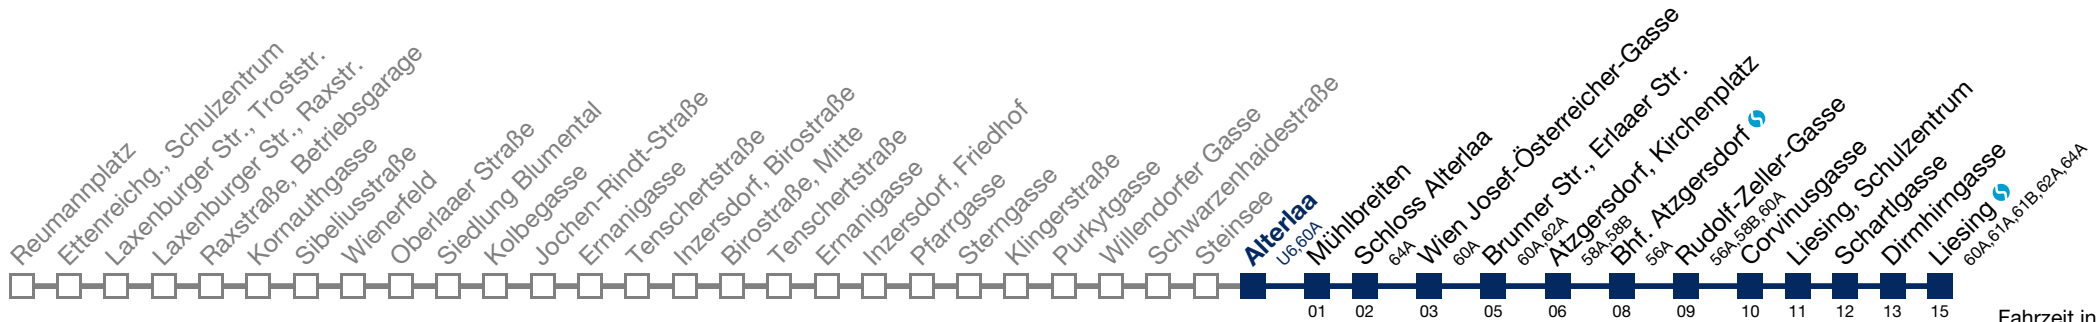 Reumannplatz
Ettenreichg., Schulzentrum
Laxenburger Str., Troststr.
Laxenburger Str., Raxstr.
Raxstraße, Betriebsgarage
Kornauthgasse
Sibeliusstraße
Wienerfeld
Oberlaaer Straße
Siedlung Blumental
Kolbegasse
Jochen-Rindt-Straße
Ernanigasse
Tenschertstraße
Inzersdorf, Birostraße
Birostraße, Mitte
Tenschertstraße
Ernanigasse
Inzersdorf, Friedhof
Pfarrgasse
Sterngasse
Klingerstraße
Purkytgasse
Willendorfer Gasse
Schwarzenhaidestraße
Steinsee
Alterlaa
U6,60A
Mühlbreiten
Schloss Alterlaa
64A
Wien Josef-Österreicher-Gasse
60A
Brunner Str., Erlaaer Str.
60A,62A
Atzgersdorf, Kirchenplatz
58A,58B
Bhf. Atzgersdorf
56A
Rudolf-Zeller-Gasse
56A,58B,60A
Corvinusgasse
Liesing, Schulzentrum
Schartlgasse
Dirmhirngasse
Liesing
60A,61A,61B,62A,64A
01 02 03 05 06 08 09 10 11 12 13 15
Fahrzeit in